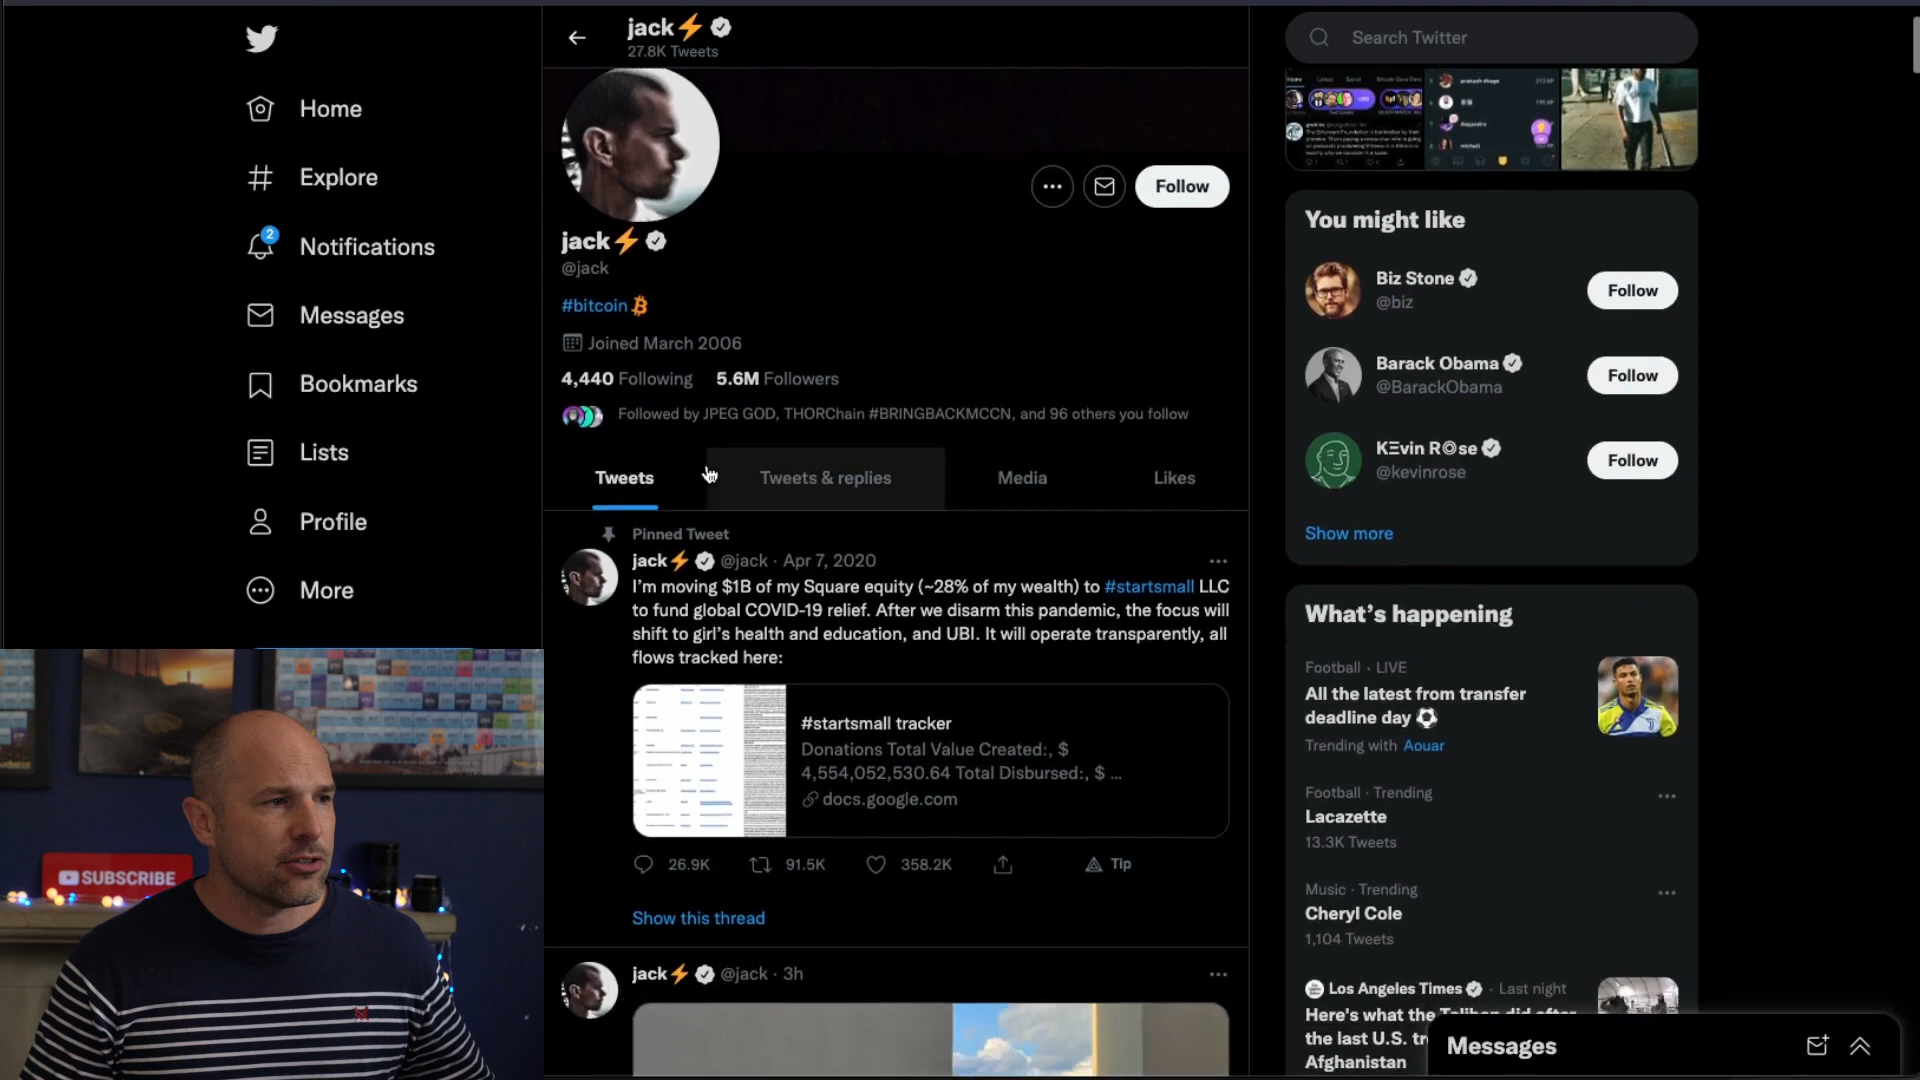 jack⚡
27.8K Tweets
Search Twitter
Home
Explore
2
Notifications
Messages
Bookmarks
Lists
Profile
More
Follow
jack⚡
@jack
#bitcoin
Joined March 2006
4,440 Following 5.6M Followers
Followed by JPEG GOD, THORChain #BRINGBACKMCCN, and 96 others you follow
Tweets
Tweets & replies
Media
Likes
Pinned Tweet
jack⚡ @jack · Apr 7, 2020
I'm moving $1B of my Square equity (~28% of my wealth) to #startsmall LLC
to fund global COVID-19 relief. After we disarm this pandemic, the focus will
shift to girl's health and education, and UBI. It will operate transparently, all
flows tracked here:
#startsmall tracker
Donations Total Value Created:, $
4,554,052,530.64 Total Disbursed:, $ ...
docs.google.com
26.9K
91.5K
358.2K
Tip
Show this thread
jack⚡ @jack · 3h
You might like
Biz Stone
@biz
Follow
Barack Obama
@BarackObama
Follow
KΞvin R◎se
@kevinrose
Follow
Show more
What's happening
Football · LIVE
All the latest from transfer
deadline day ⚽
Trending with Aouar
Football · Trending
Lacazette
13.3K Tweets
Music · Trending
Cheryl Cole
1,104 Tweets
Los Angeles Times · Last night
Here's what the Taliban did after
the last U.S. tr
Afghanistan
Messages
SUBSCRIBE